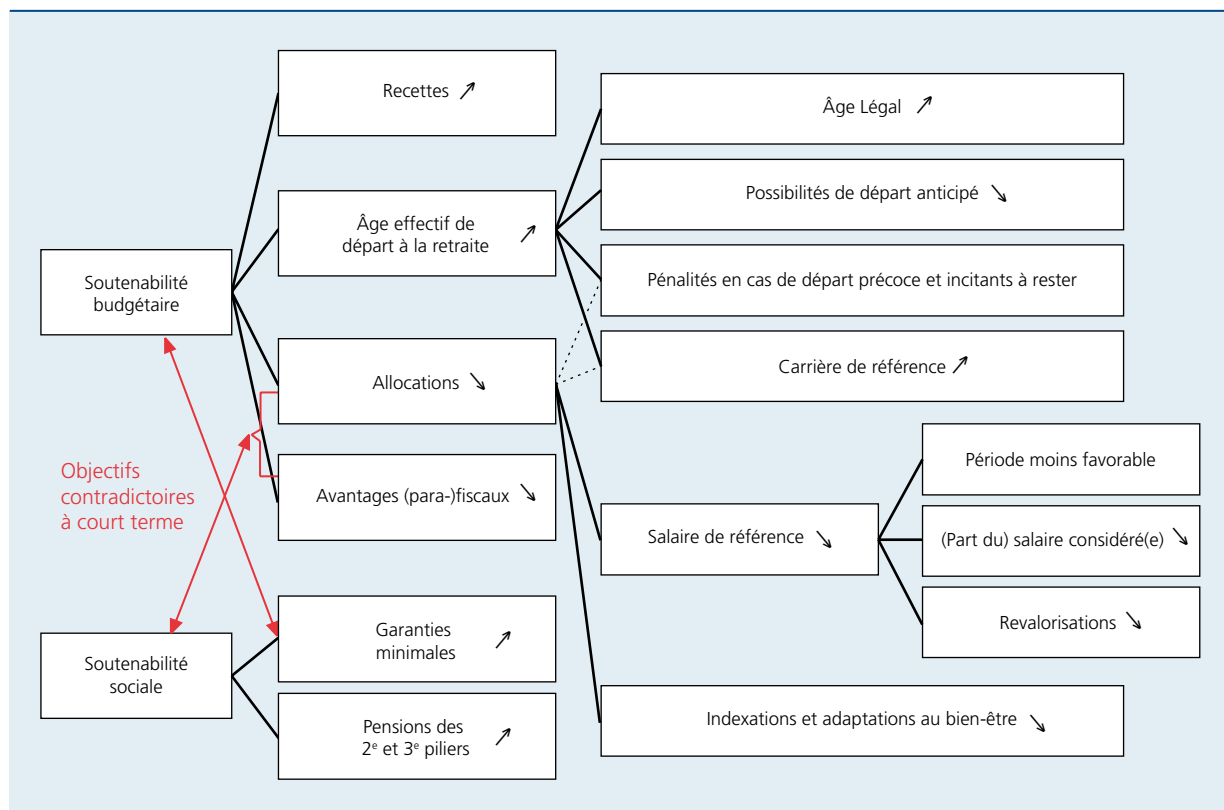 Soutenabilité
budgétaire
Recettes ↗
Âge effectif de
départ à la retraite ↗
Allocations ↘
Avantages (para-)fiscaux ↘
Âge Légal ↗
Possibilités de départ anticipé ↘
Pénalités en cas de départ précoce et incitants à rester
Carrière de référence ↗
Salaire de référence ↘
Période moins favorable
(Part du) salaire considéré(e) ↘
Revalorisations ↘
Indexations et adaptations au bien-être ↘
Objectifs
contradictoires
à court terme
Soutenabilité
sociale
Garanties
minimales ↗
Pensions des
2e et 3e piliers ↗